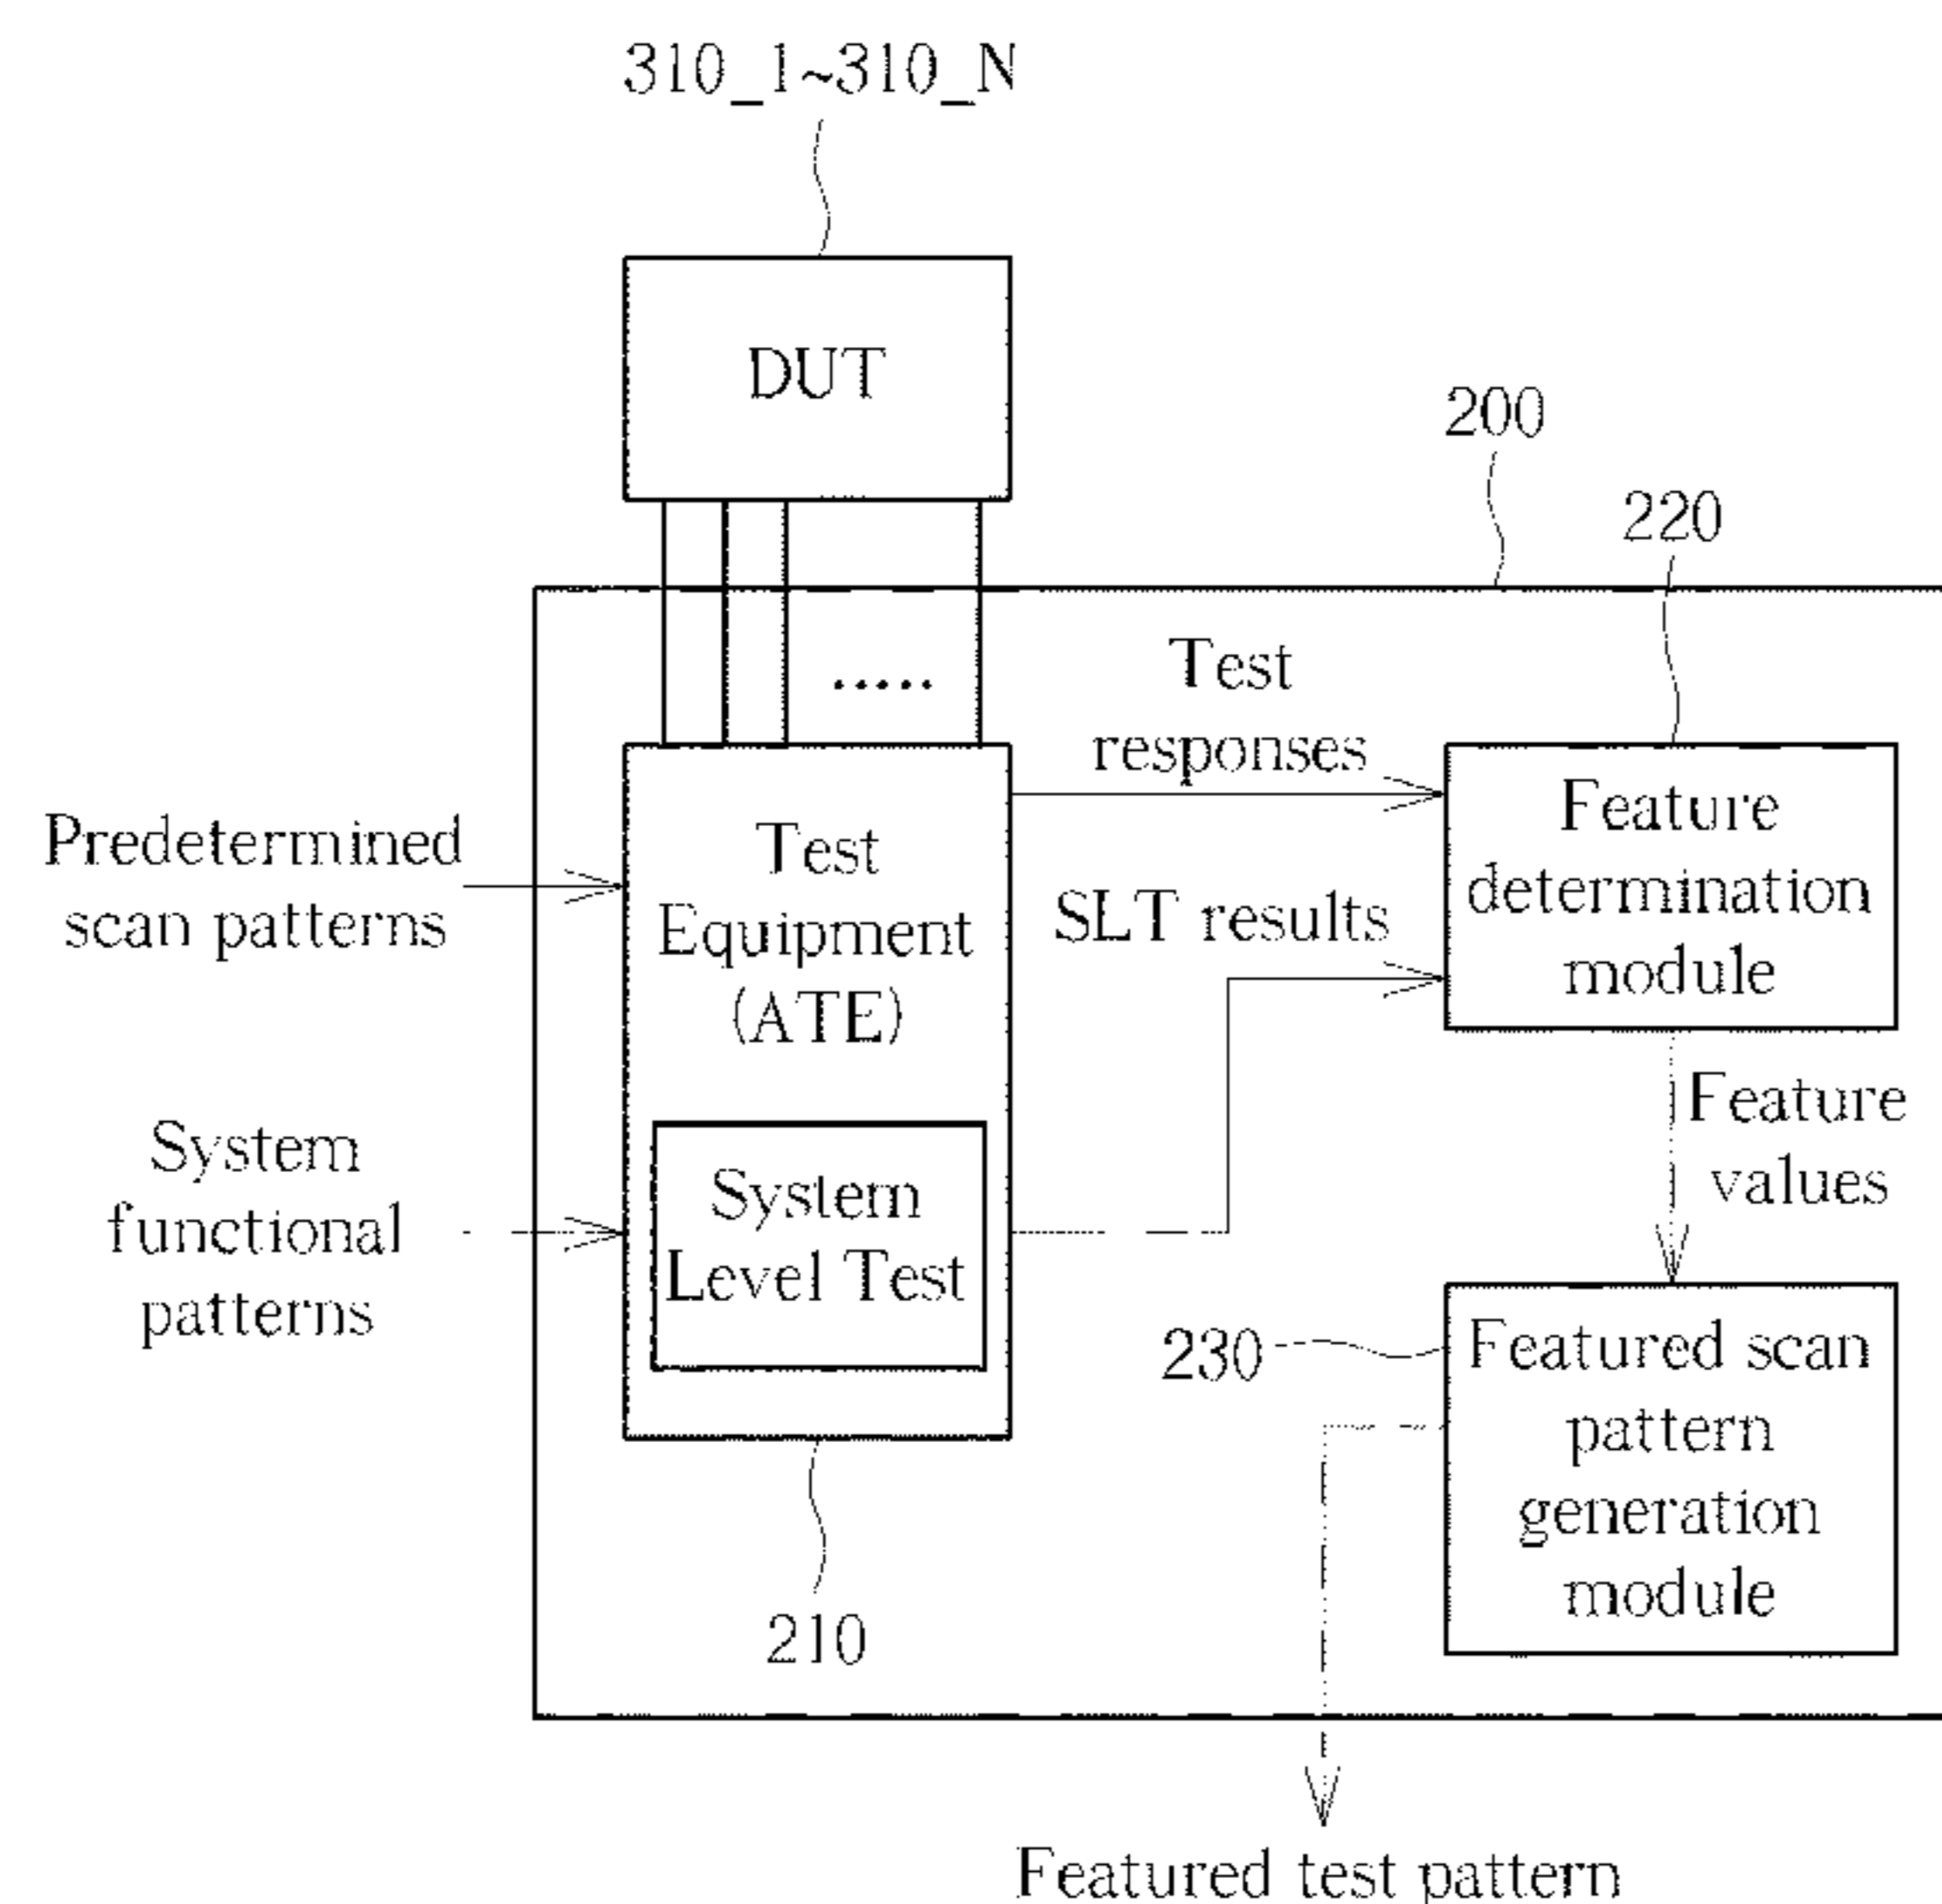 310_1~310_N
DUT
200
220
Test
responses
Predetermined
scan patterns
Test
Equipment
(ATE)
SLT results
Feature
determination
module
System
functional
patterns
System
Level Test
Feature
values
230
Featured scan
pattern
generation
module
210
Featured test pattern